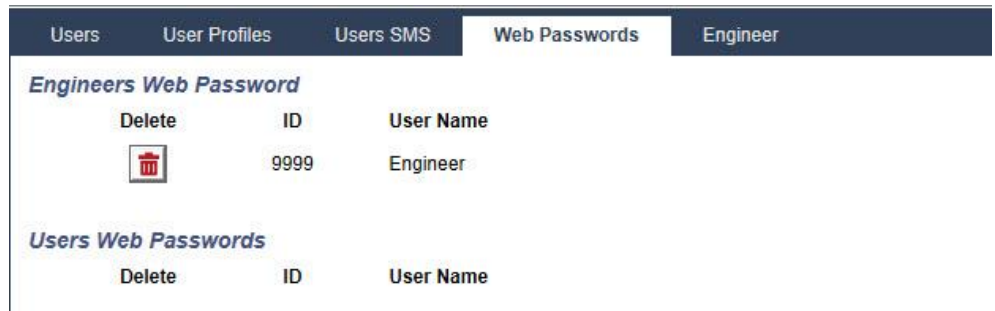 Users User Profiles Users SMS Web Passwords Engineer
Engineers Web Password
Delete ID User Name
9999 Engineer
Users Web Passwords
Delete ID User Name